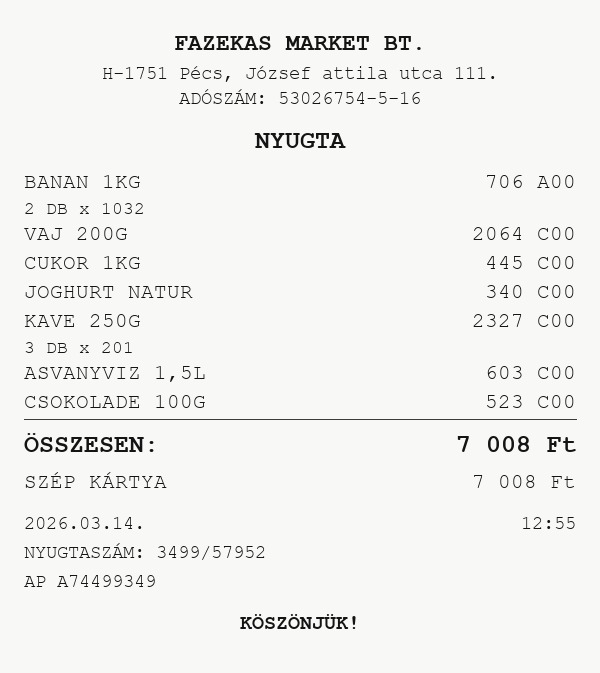 FAZEKAS MARKET BT.
H-1751 Pécs, József attila utca 111.
ADÓSZÁM: 53026754-5-16
NYUGTA
BANAN 1KG 706 A00
2 DB x 1032
VAJ 200G 2064 C00
CUKOR 1KG 445 C00
JOGHURT NATUR 340 C00
KAVE 250G 2327 C00
3 DB x 201
ASVANYVIZ 1,5L 603 C00
CSOKOLADE 100G 523 C00
ÖSSZESEN: 7 008 Ft
SZÉP KÁRTYA 7 008 Ft
2026.03.14. 12:55
NYUGTASZÁM: 3499/57952
AP A74499349
KÖSZÖNJÜK!